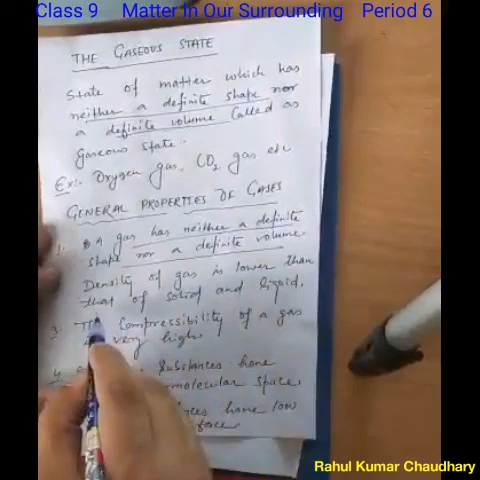 Class 9 Matter In Our Surrounding Period 6
THE GASEOUS STATE
State of matter which has
neither a definite shape nor
a definite volume called as
gaseous state.
Ex:- Oxygen gas, CO2 gas etc
GENERAL PROPERTIES OF GASES
1. A gas has neither a definite
shape nor a definite volume.
Density of gas is lower than
that of solid and liquid.
3. The Compressibility of a gas
very high.
4. Substances have
molecular space.
have low
force.
Rahul Kumar Chaudhary